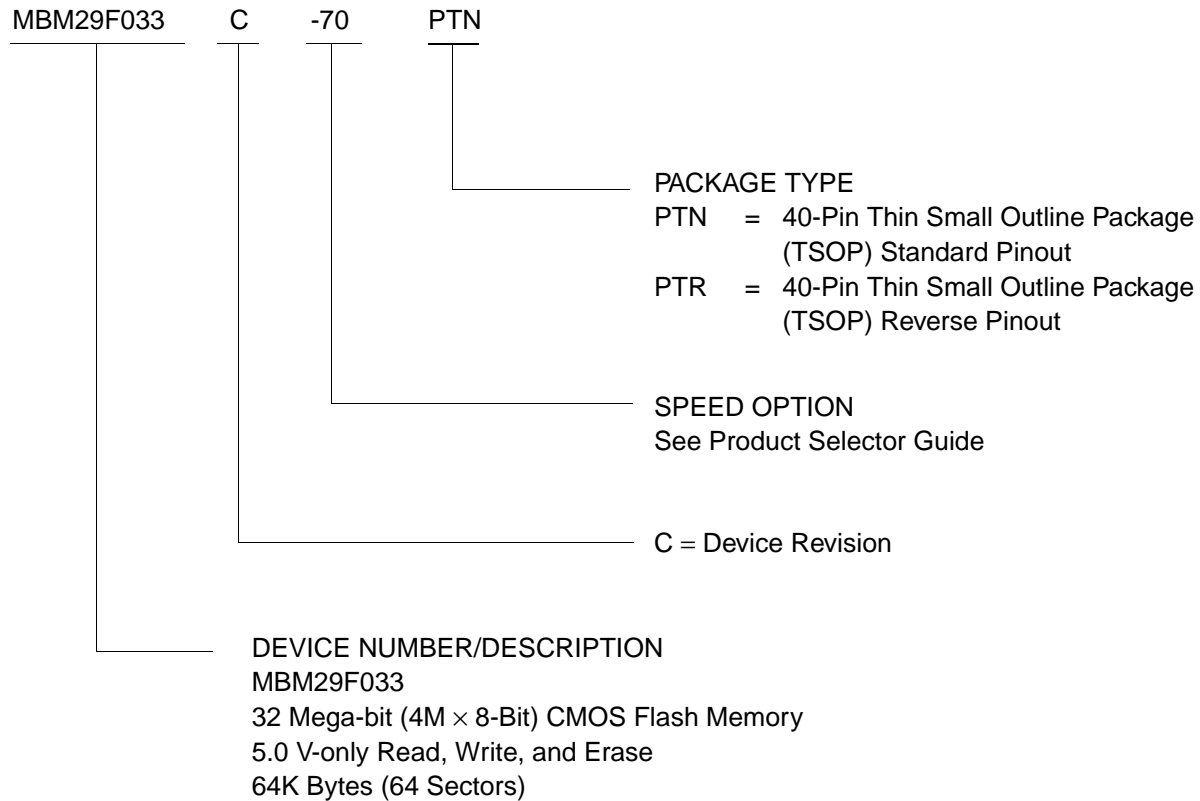 MBM29F033 C -70 PTN
PACKAGE TYPE
PTN = 40-Pin Thin Small Outline Package
(TSOP) Standard Pinout
PTR = 40-Pin Thin Small Outline Package
(TSOP) Reverse Pinout
SPEED OPTION
See Product Selector Guide
C = Device Revision
DEVICE NUMBER/DESCRIPTION
MBM29F033
32 Mega-bit (4M × 8-Bit) CMOS Flash Memory
5.0 V-only Read, Write, and Erase
64K Bytes (64 Sectors)